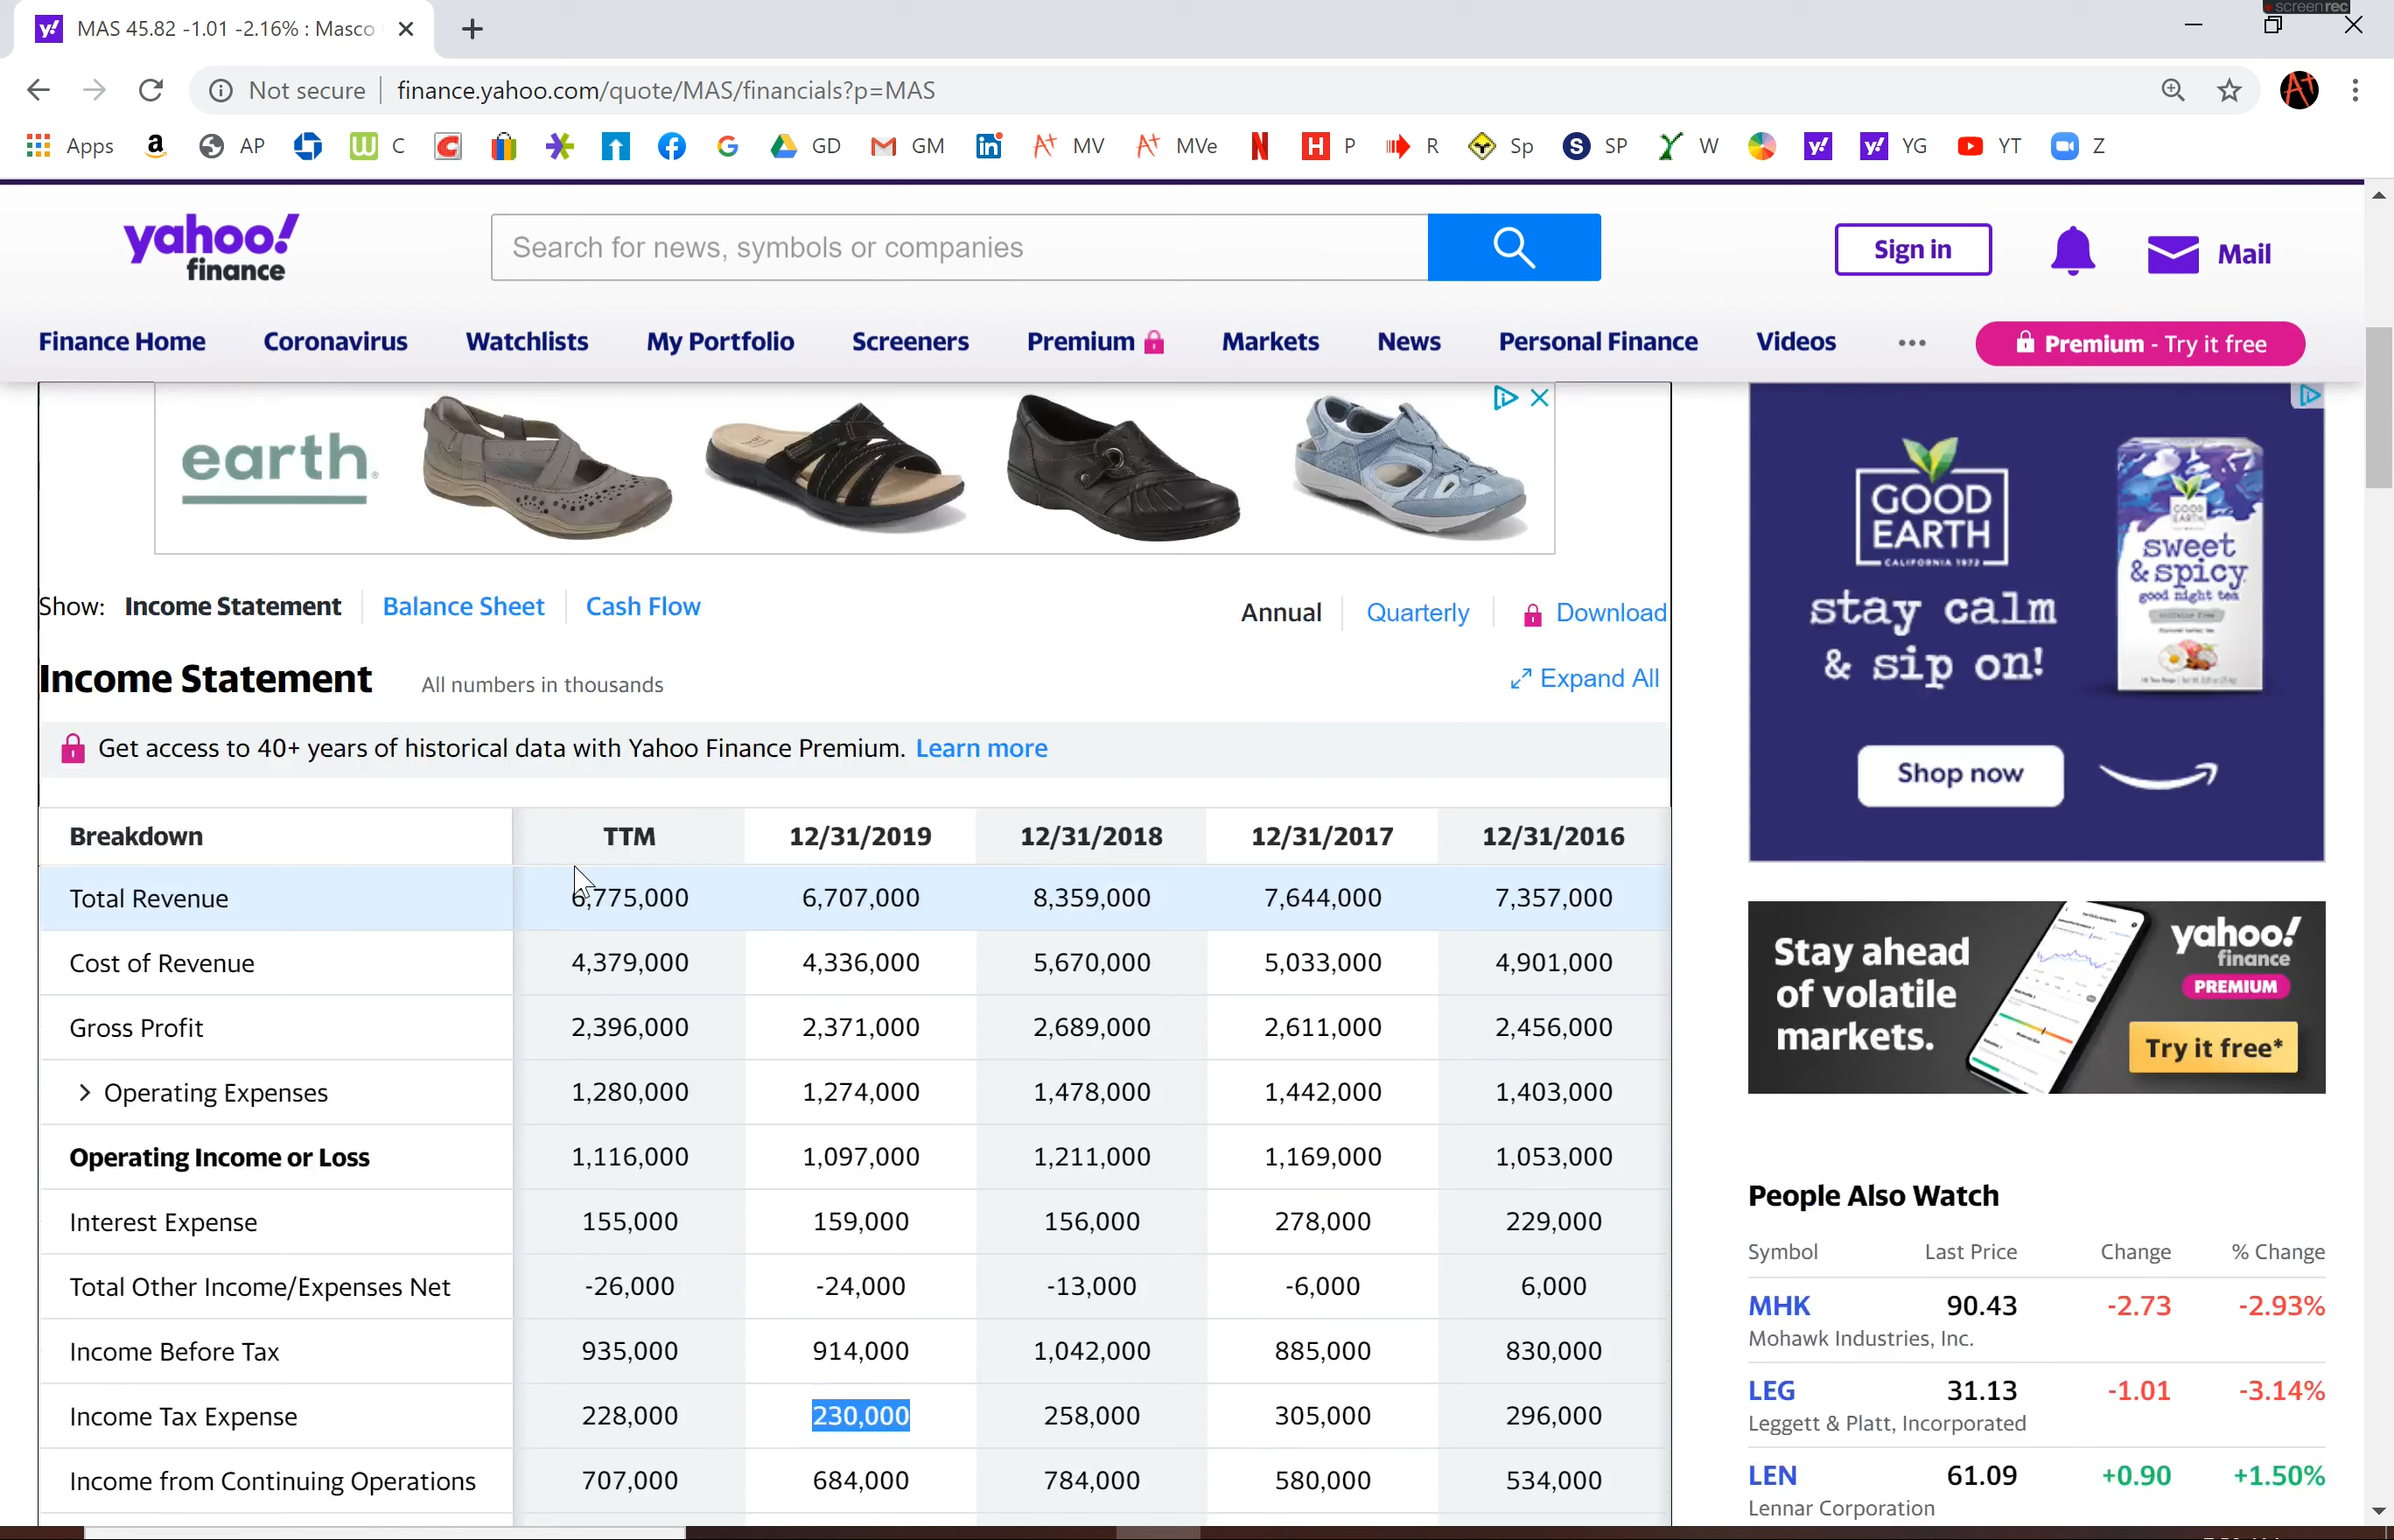 screenrec
MAS 45.82 -1.01 -2.16% : Masco
Not secure finance.yahoo.com/quote/MAS/financials?p=MAS
Apps AP C GD GM MV MVe P R Sp SP W YG YT Z
yahoo!
finance
Search for news, symbols or companies
Sign in
Mail
Finance Home Coronavirus Watchlists My Portfolio Screeners Premium Markets News Personal Finance Videos ••• Premium - Try it free
earth®
Show: Income Statement Balance Sheet Cash Flow
Annual Quarterly Download
Income Statement All numbers in thousands
Expand All
Get access to 40+ years of historical data with Yahoo Finance Premium. Learn more
Breakdown TTM 12/31/2019 12/31/2018 12/31/2017 12/31/2016
Total Revenue 6,775,000 6,707,000 8,359,000 7,644,000 7,357,000
Cost of Revenue 4,379,000 4,336,000 5,670,000 5,033,000 4,901,000
Gross Profit 2,396,000 2,371,000 2,689,000 2,611,000 2,456,000
Operating Expenses 1,280,000 1,274,000 1,478,000 1,442,000 1,403,000
Operating Income or Loss 1,116,000 1,097,000 1,211,000 1,169,000 1,053,000
Interest Expense 155,000 159,000 156,000 278,000 229,000
Total Other Income/Expenses Net -26,000 -24,000 -13,000 -6,000 6,000
Income Before Tax 935,000 914,000 1,042,000 885,000 830,000
Income Tax Expense 228,000 230,000 258,000 305,000 296,000
Income from Continuing Operations 707,000 684,000 784,000 580,000 534,000
GOOD
EARTH
CALIFORNIA 1972
stay calm
& sip on!
Shop now
GOOD
EARTH
sweet
& spicy
good night tea
Stay ahead
of volatile
markets.
yahoo!
finance
PREMIUM
Try it free*
People Also Watch
Symbol Last Price Change % Change
MHK 90.43 -2.73 -2.93%
Mohawk Industries, Inc.
LEG 31.13 -1.01 -3.14%
Leggett & Platt, Incorporated
LEN 61.09 +0.90 +1.50%
Lennar Corporation